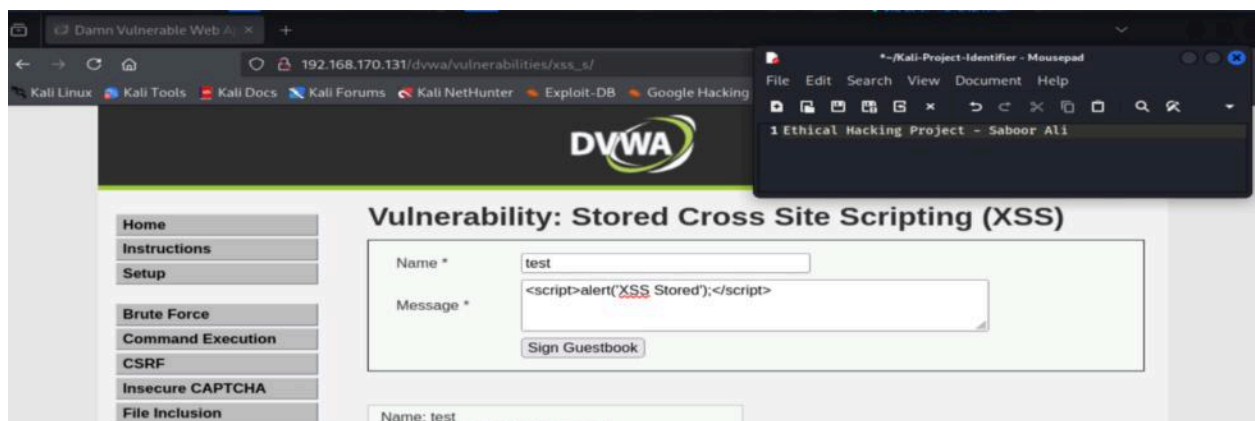 Damn Vulnerable Web A
192.168.170.131/dvwa/vulnerabilities/xss_s/
Kali Linux Kali Tools Kali Docs Kali Forums Kali NetHunter Exploit-DB Google Hacking
*~/Kali-Project-Identifier - Mousepad
File Edit Search View Document Help
1 Ethical Hacking Project - Saboor Ali
DVWA
Home
Instructions
Setup
Brute Force
Command Execution
CSRF
Insecure CAPTCHA
File Inclusion
Vulnerability: Stored Cross Site Scripting (XSS)
Name * test
Message * <script>alert('XSS Stored');</script>
Sign Guestbook
Name: test